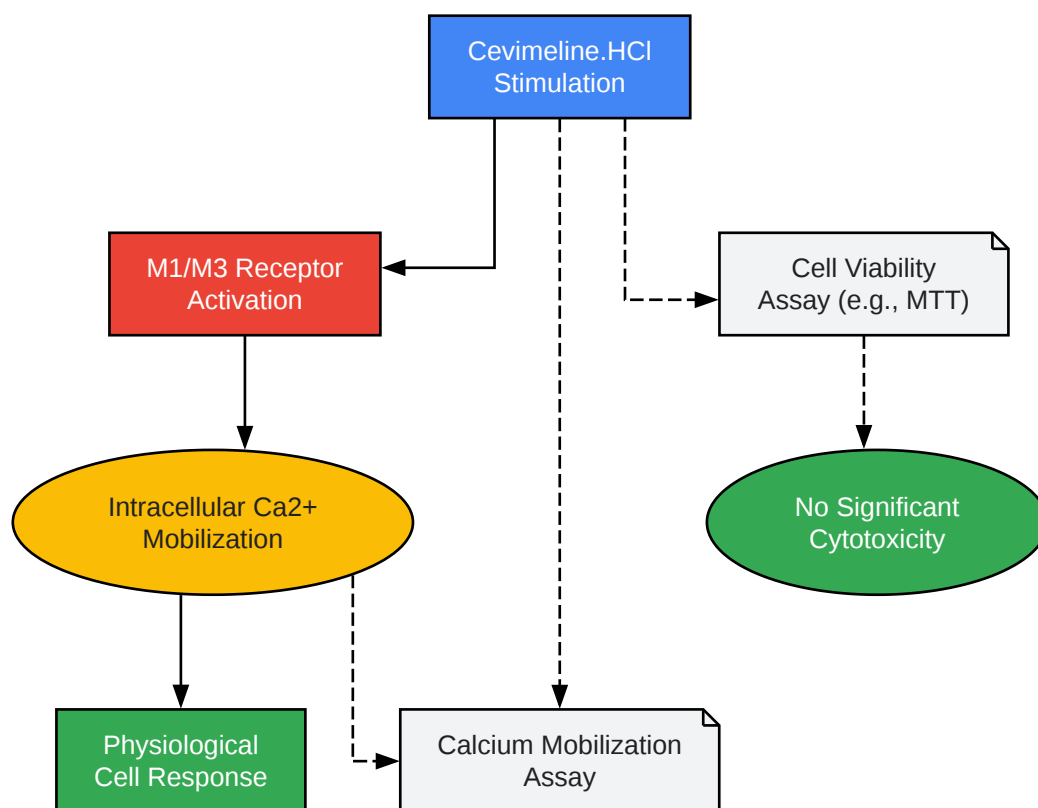 Cevimeline.HCl
Stimulation
M1/M3 Receptor
Activation
Cell Viability
Assay (e.g., MTT)
Intracellular Ca2+
Mobilization
No Significant
Cytotoxicity
Physiological
Cell Response
Calcium Mobilization
Assay